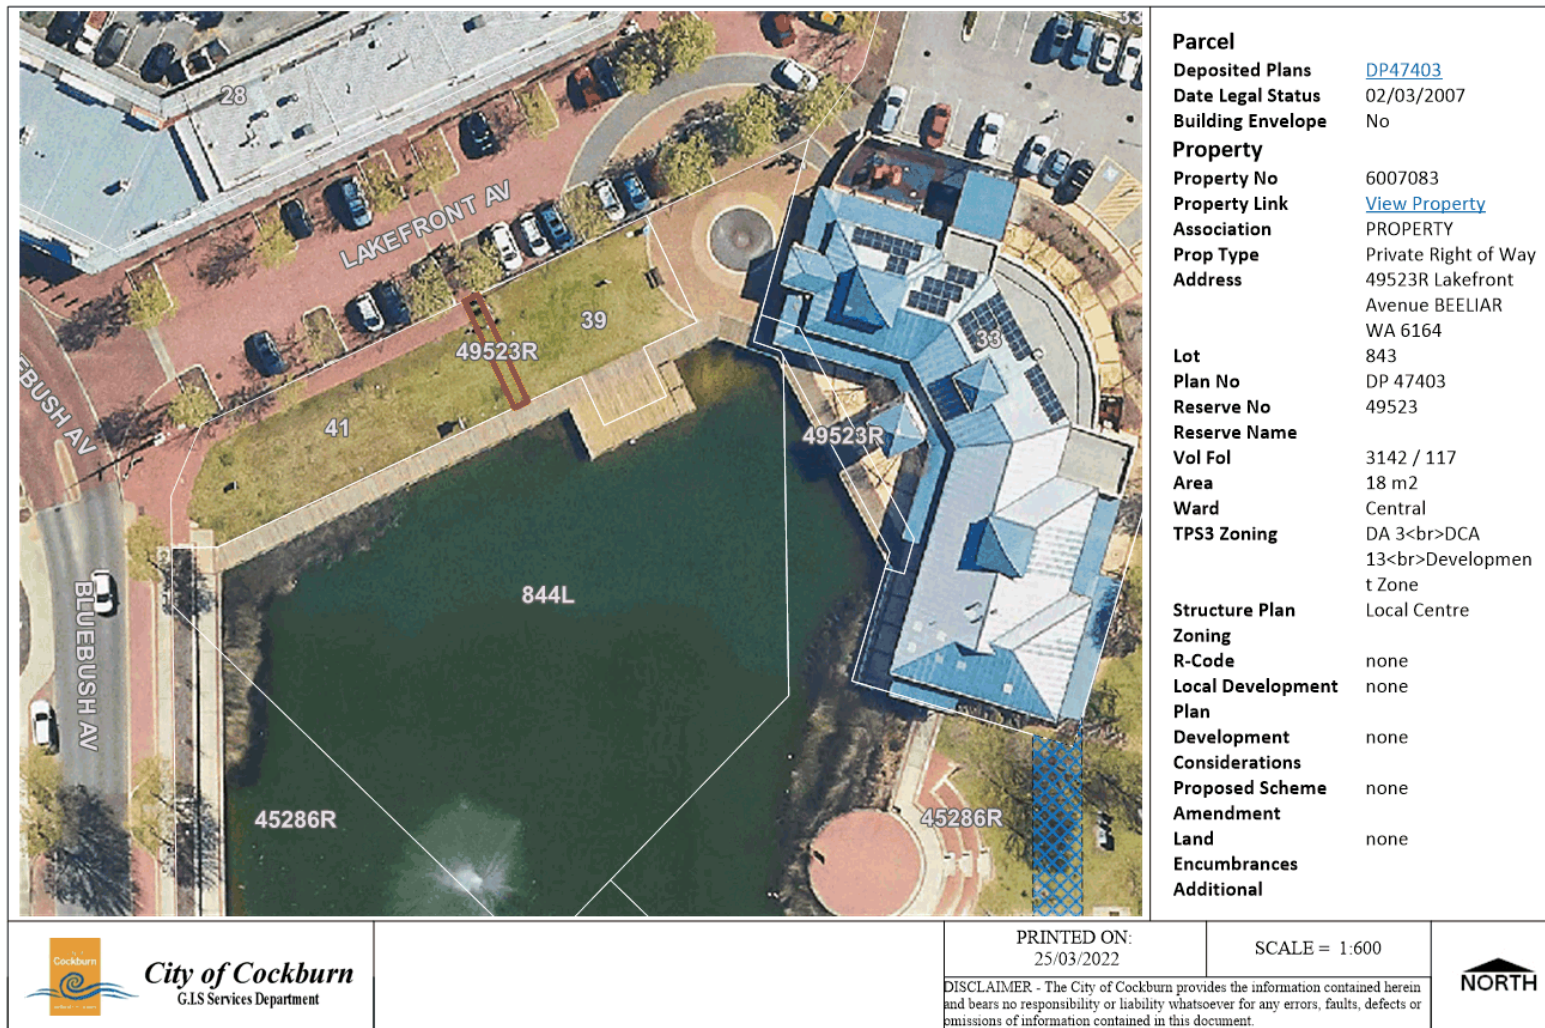 28
33
LAKEFRONT AV
39
49523R
33
EBUSH AV
41
49523R
844L
BLUEBUSH AV
45286R
45286R
Parcel
Deposited Plans DP47403
Date Legal Status 02/03/2007
Building Envelope No
Property
Property No 6007083
Property Link View Property
Association PROPERTY
Prop Type Private Right of Way
Address 49523R Lakefront
Avenue BEELIAR
WA 6164
Lot 843
Plan No DP 47403
Reserve No 49523
Reserve Name
Vol Fol 3142 / 117
Area 18 m2
Ward Central
TPS3 Zoning DA 3<br>DCA
13<br>Developmen
t Zone
Structure Plan Local Centre
Zoning
R-Code none
Local Development none
Plan
Development none
Considerations
Proposed Scheme none
Amendment
Land none
Encumbrances
Additional
Cockburn
City of Cockburn
G.I.S Services Department
PRINTED ON:
25/03/2022
SCALE = 1:600
DISCLAIMER - The City of Cockburn provides the information contained herein
and bears no responsibility or liability whatsoever for any errors, faults, defects or
omissions of information contained in this document.
NORTH